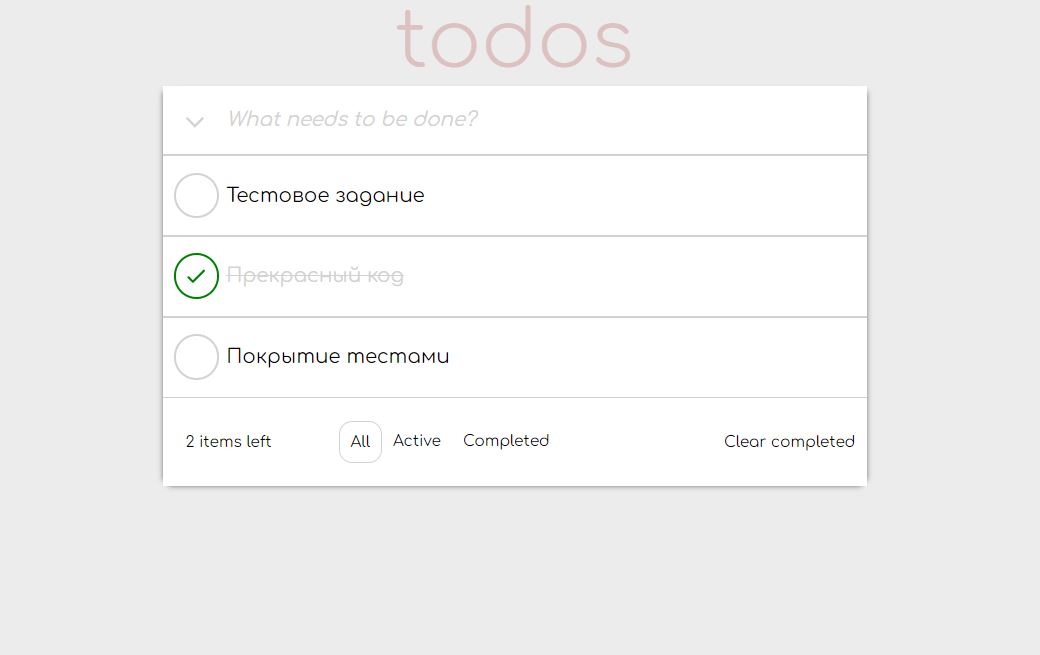 todos
What needs to be done?
Тестовое задание
Прекрасный код
Покрытие тестами
2 items left All Active Completed Clear completed